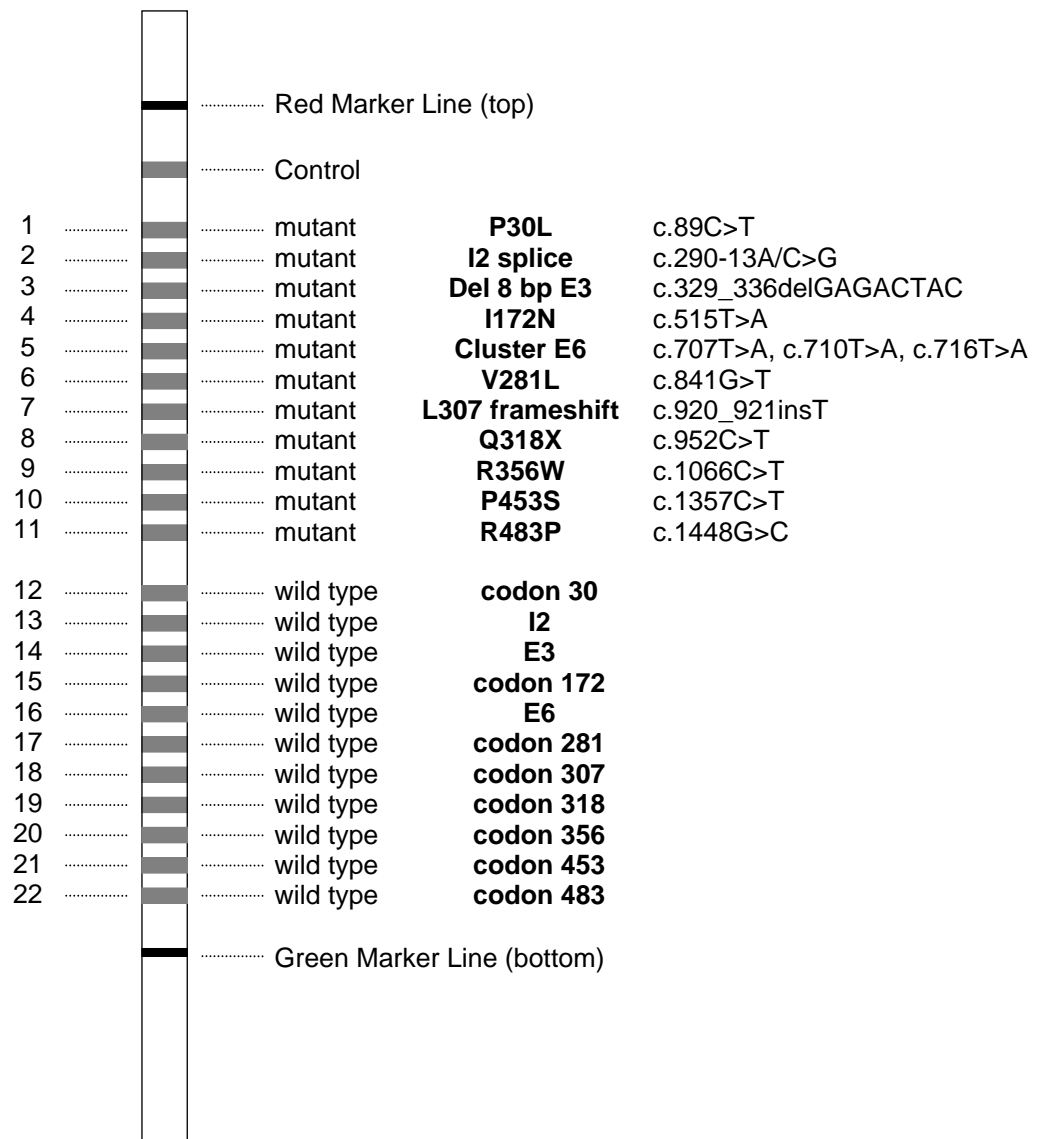 Red Marker Line (top)
Control
1 mutant P30L c.89C>T
2 mutant I2 splice c.290-13A/C>G
3 mutant Del 8 bp E3 c.329_336delGAGACTAC
4 mutant I172N c.515T>A
5 mutant Cluster E6 c.707T>A, c.710T>A, c.716T>A
6 mutant V281L c.841G>T
7 mutant L307 frameshift c.920_921insT
8 mutant Q318X c.952C>T
9 mutant R356W c.1066C>T
10 mutant P453S c.1357C>T
11 mutant R483P c.1448G>C
12 wild type codon 30
13 wild type I2
14 wild type E3
15 wild type codon 172
16 wild type E6
17 wild type codon 281
18 wild type codon 307
19 wild type codon 318
20 wild type codon 356
21 wild type codon 453
22 wild type codon 483
Green Marker Line (bottom)